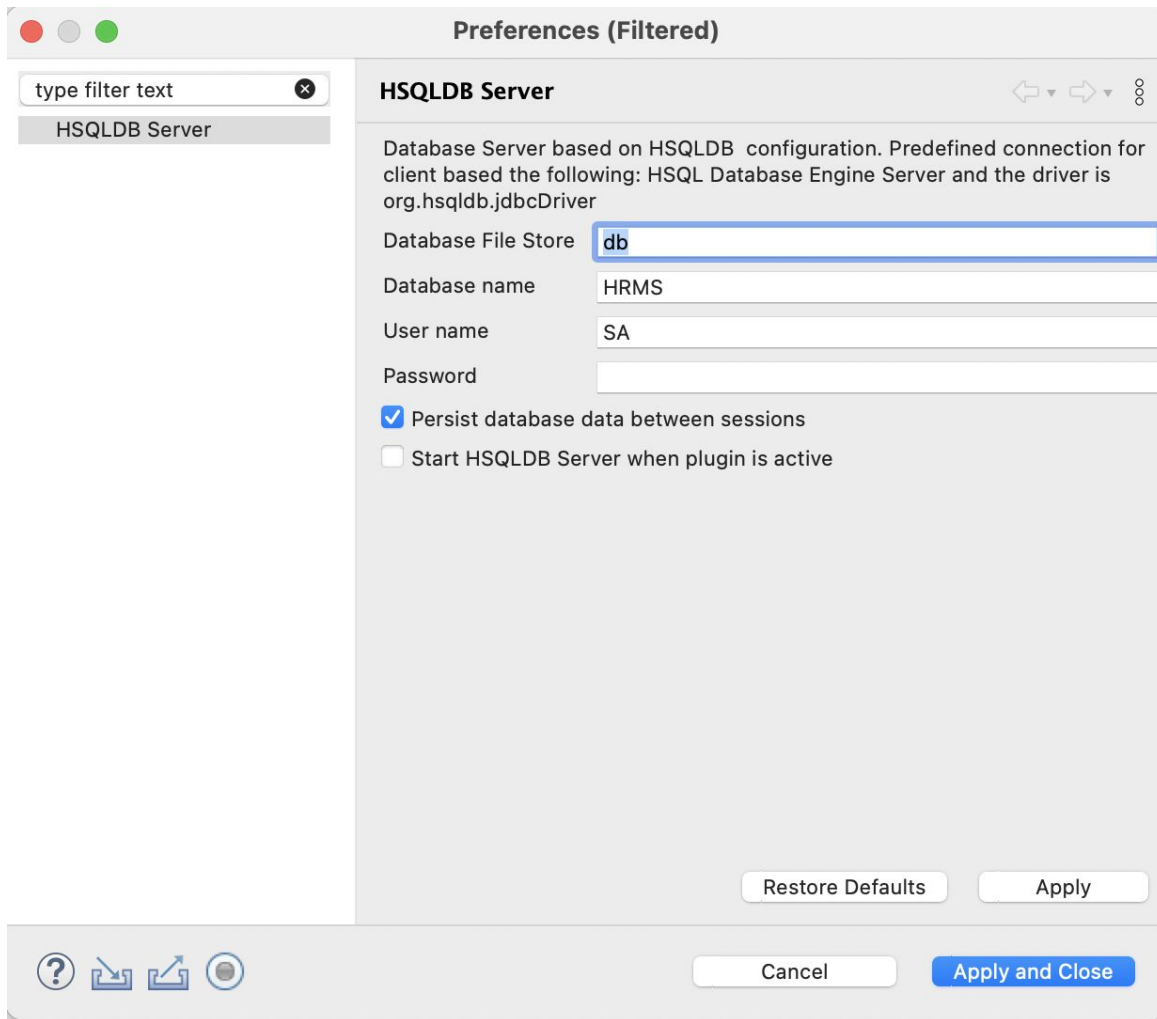 Preferences (Filtered)
type filter text
HSQLDB Server
HSQLDB Server
Database Server based on HSQLDB  configuration. Predefined connection for
client based the following: HSQL Database Engine Server and the driver is
org.hsqldb.jdbcDriver
Database File Store db
Database name HRMS
User name SA
Password
Persist database data between sessions
Start HSQLDB Server when plugin is active
Restore Defaults Apply
? Cancel Apply and Close